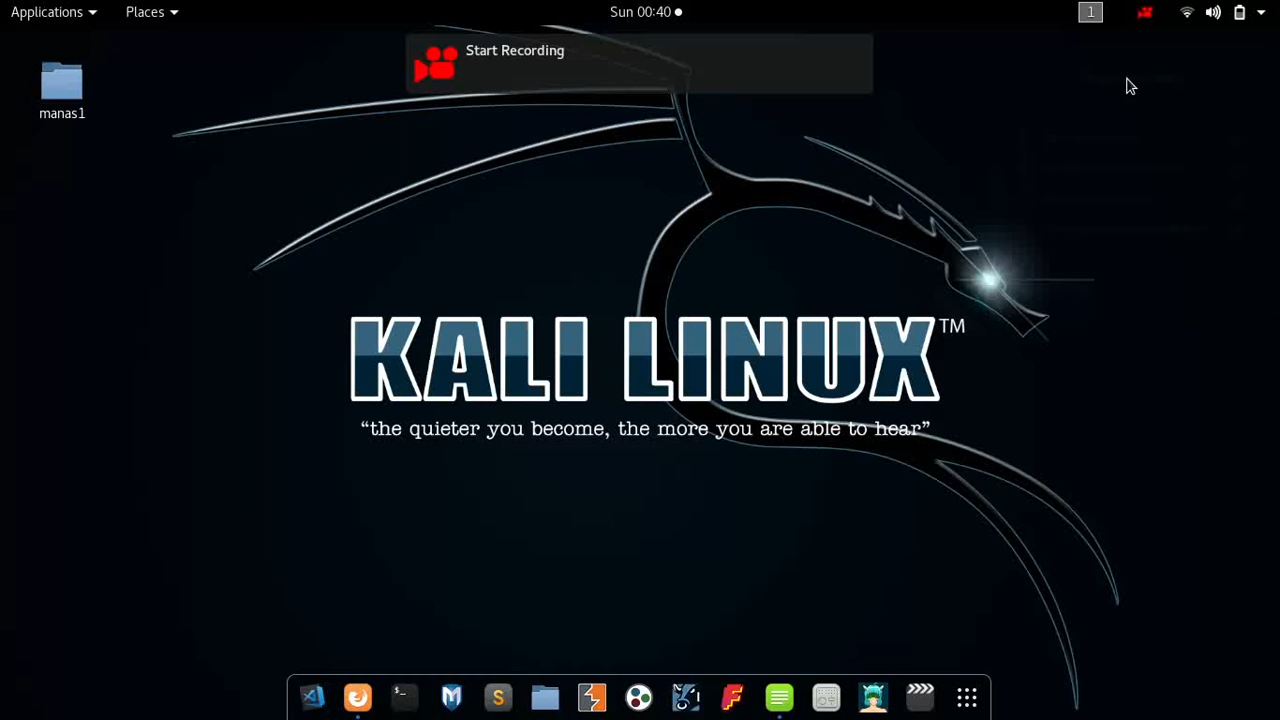 Applications Places Sun 00:40 1
Start Recording
manas1
KALI LINUX™
“the quieter you become, the more you are able to hear”